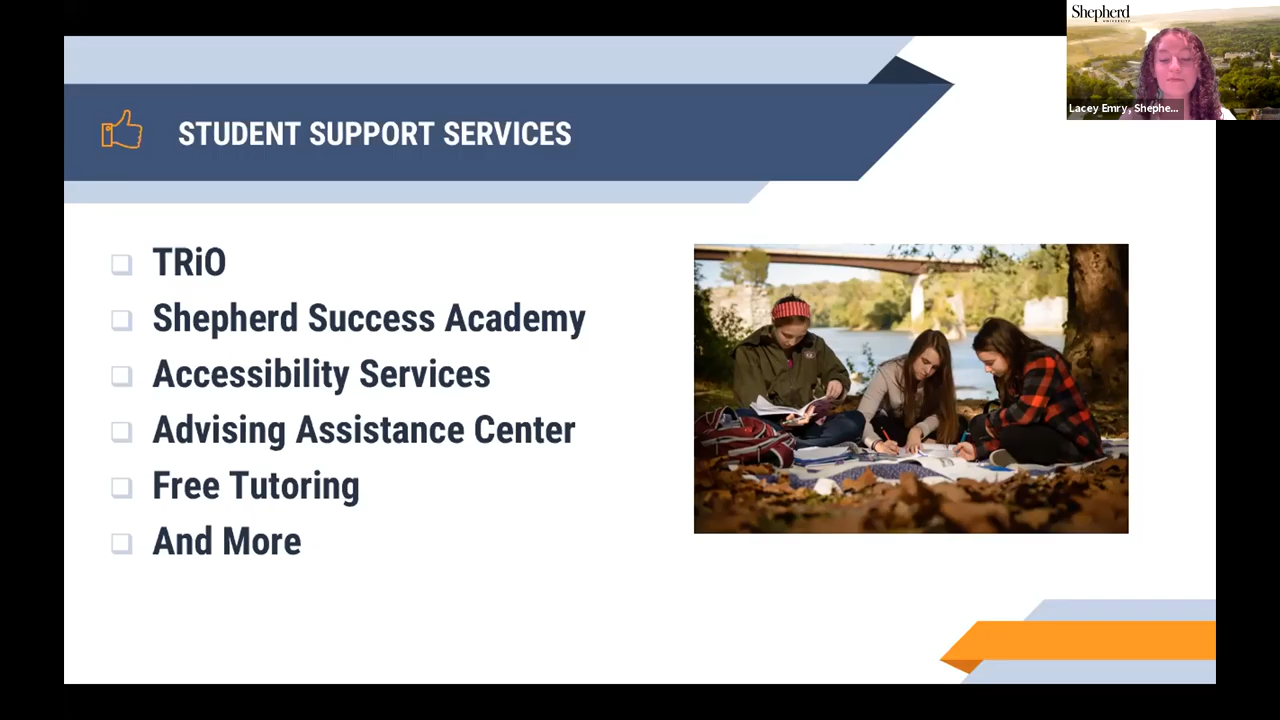 Shepherd
UNIVERSITY
Lacey Emry, Shephe...
STUDENT SUPPORT SERVICES
TRiO
Shepherd Success Academy
Accessibility Services
Advising Assistance Center
Free Tutoring
And More